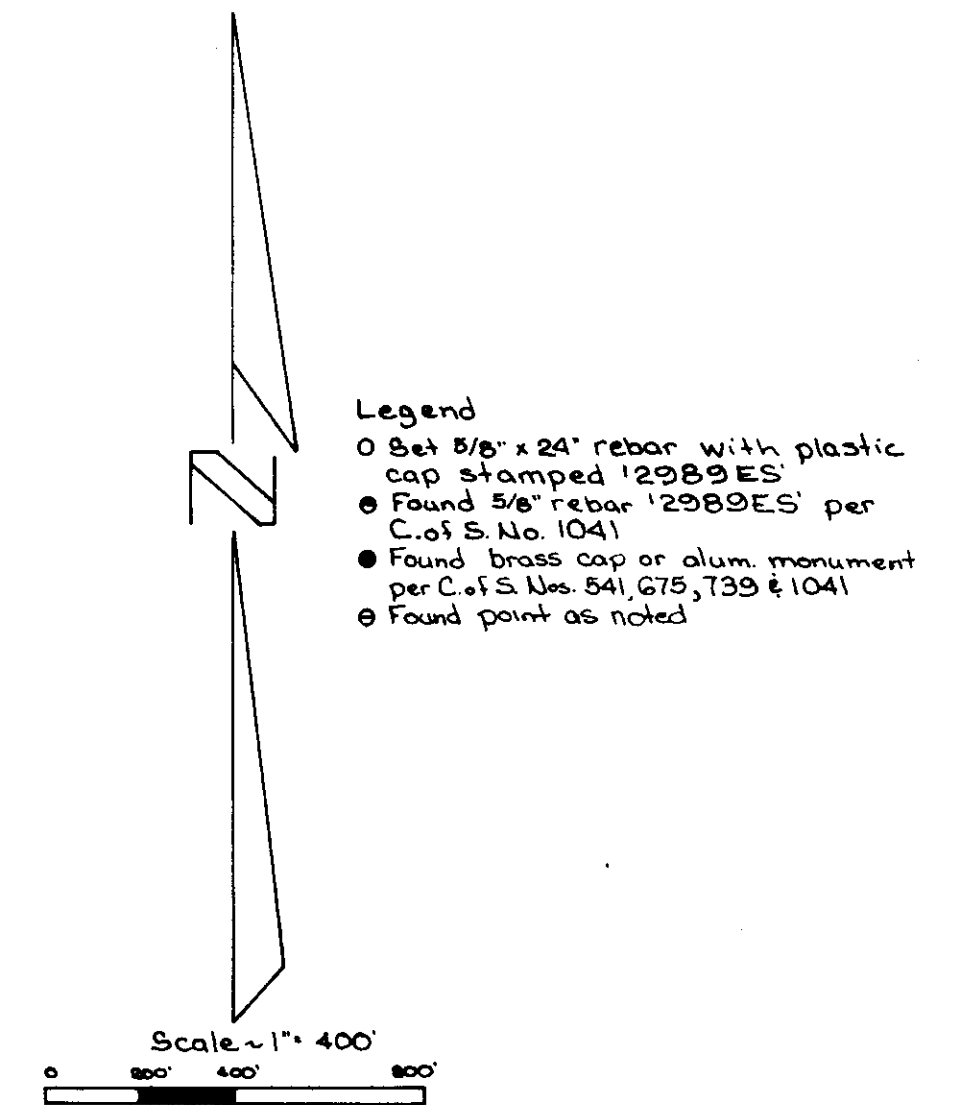 N
Legend
O Set 5/8" x 24" rebar with plastic
cap stamped '2989ES'
Found 5/8" rebar '2989ES' per
C.of S. No. 1041
Found brass cap or alum. monument
per C.of S. Nos. 541, 675, 739 & 1041
Found point as noted
Scale ~ 1" = 400'
0 200' 400' 800'